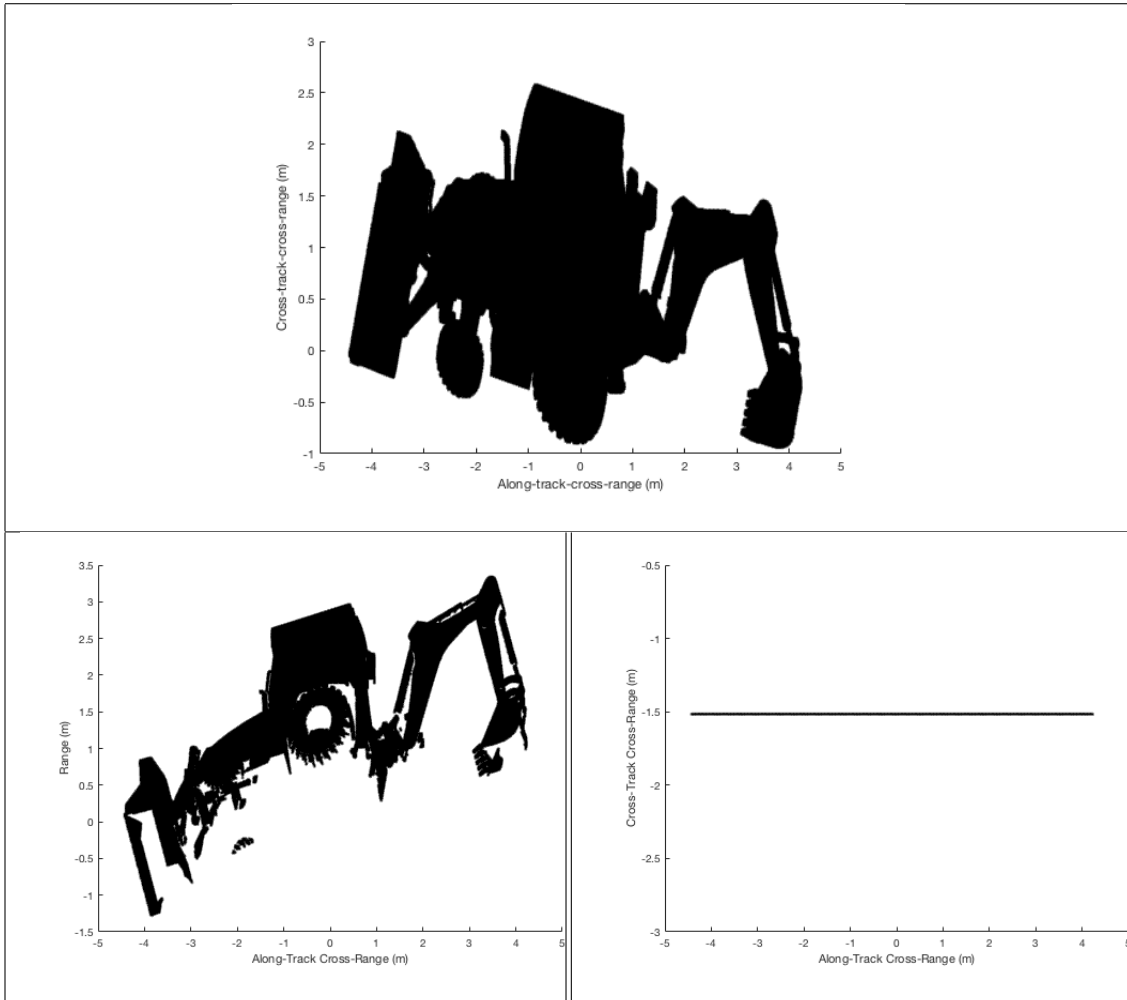 3
2.5
2
1.5
1
0.5
0
-0.5
-1
Cross-track-cross-range (m)
-5 -4 -3 -2 -1 0 1 2 3 4 5
Along-track-cross-range (m)
3.5
3
2.5
2
1.5
1
0.5
0
-0.5
-1
-1.5
Range (m)
-5 -4 -3 -2 -1 0 1 2 3 4 5
Along-Track Cross-Range (m)
-0.5
-1
-1.5
-2
-2.5
-3
Cross-Track Cross-Range (m)
-5 -4 -3 -2 -1 0 1 2 3 4 5
Along-Track Cross-Range (m)